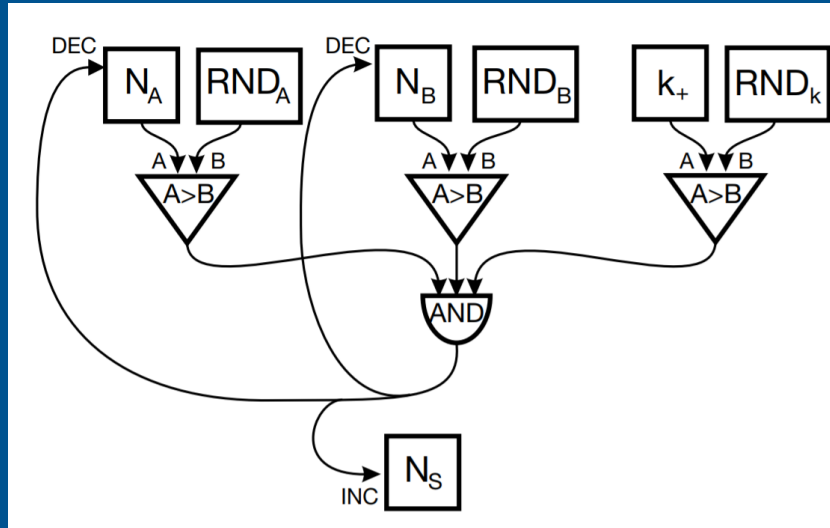 DEC
N_A
RND_A
DEC
N_B
RND_B
k_+
RND_k
A
B
A
B
A
B
A>B
A>B
A>B
AND
N_S
INC